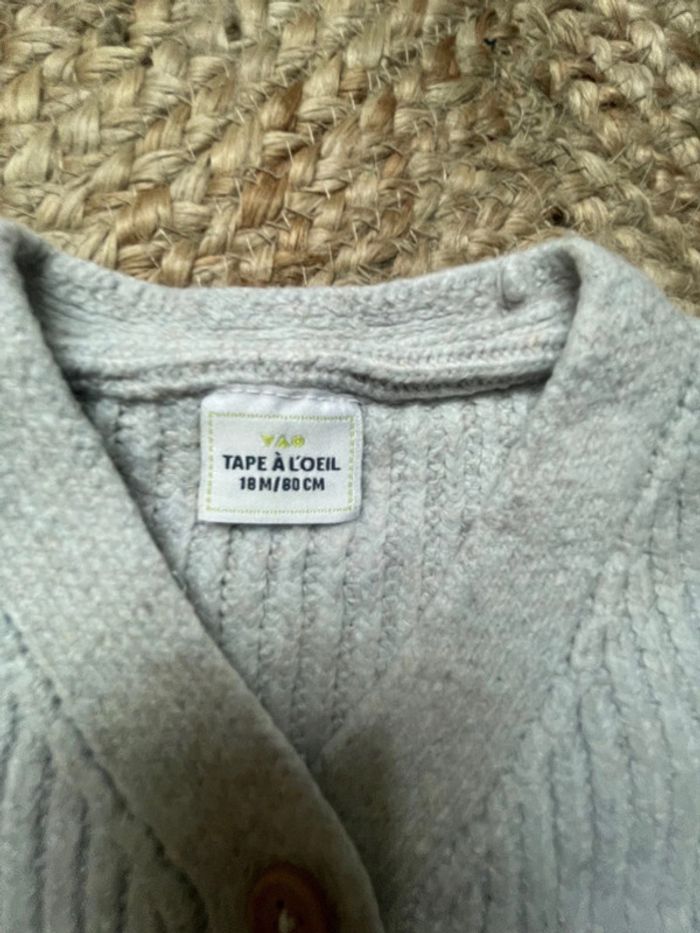 TAO
TAPE À L'OEIL
18 M/80 CM